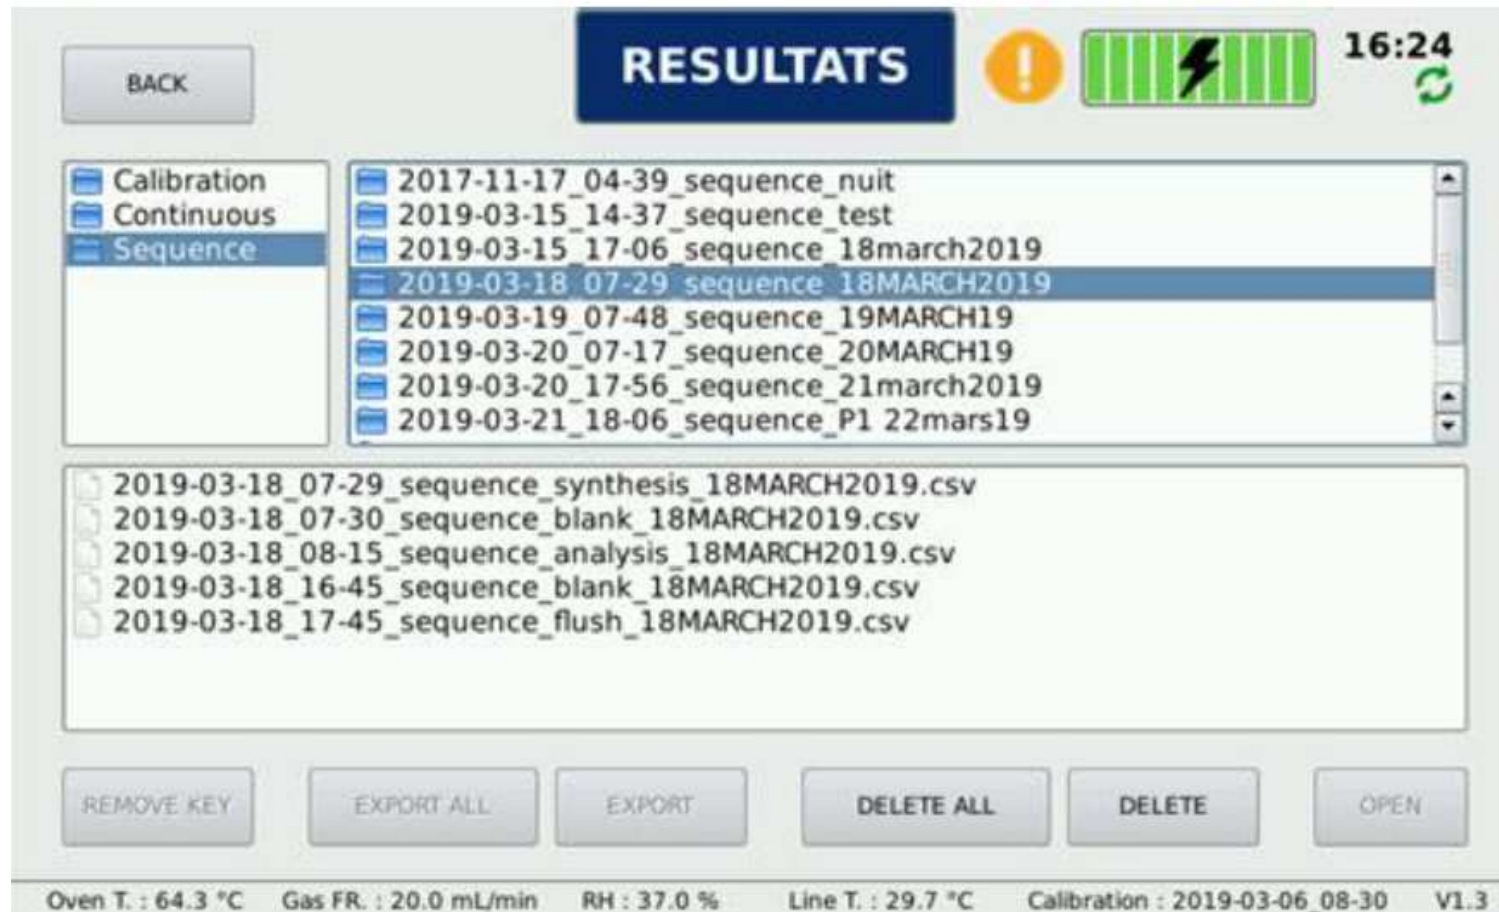 BACK
RESULTATS
16:24
Calibration
Continuous
Sequence
2017-11-17_04-39_sequence_nuit
2019-03-15_14-37_sequence_test
2019-03-15_17-06_sequence_18march2019
2019-03-18_07-29_sequence_18MARCH2019
2019-03-19_07-48_sequence_19MARCH19
2019-03-20_07-17_sequence_20MARCH19
2019-03-20_17-56_sequence_21march2019
2019-03-21_18-06_sequence_P1 22mars19
2019-03-18_07-29_sequence_synthesis_18MARCH2019.csv
2019-03-18_07-30_sequence_blank_18MARCH2019.csv
2019-03-18_08-15_sequence_analysis_18MARCH2019.csv
2019-03-18_16-45_sequence_blank_18MARCH2019.csv
2019-03-18_17-45_sequence_flush_18MARCH2019.csv
REMOVE KEY EXPORT ALL EXPORT DELETE ALL DELETE OPEN
Oven T. : 64.3 °C Gas FR. : 20.0 mL/min RH : 37.0 % Line T. : 29.7 °C Calibration : 2019-03-06_08-30 V1.3